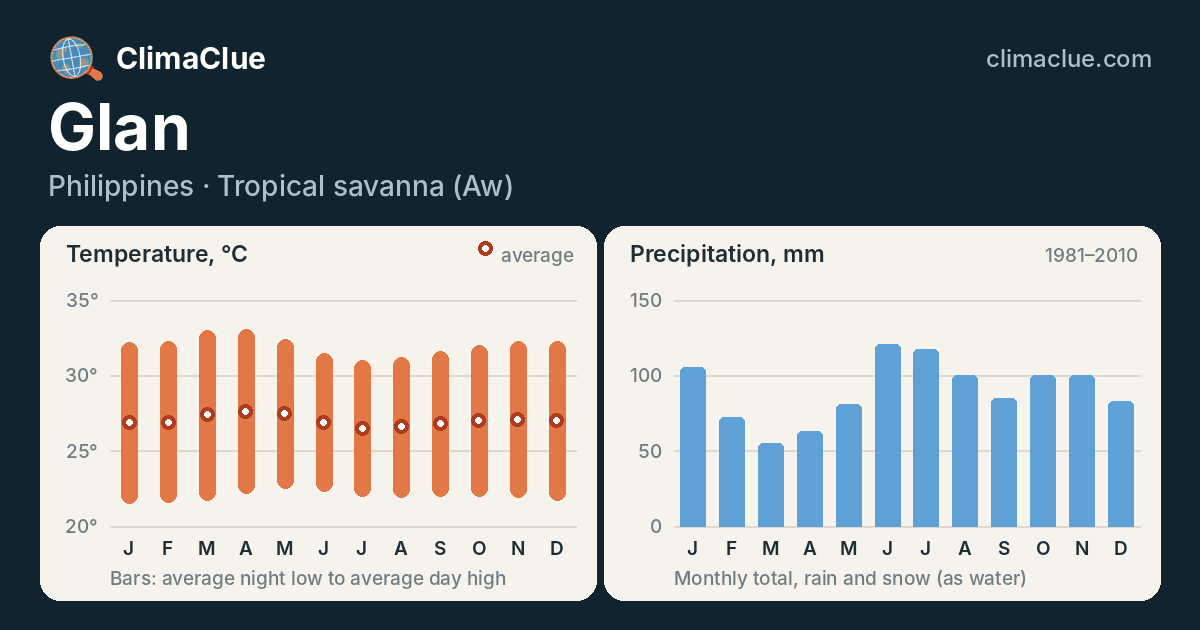 ClimaClue
climaclue.com
Glan
Philippines · Tropical savanna (Aw)
Temperature, °C
average
35°
30°
25°
20°
J F M A M J J A S O N D
Bars: average night low to average day high
Precipitation, mm
1981–2010
150
100
50
0
J F M A M J J A S O N D
Monthly total, rain and snow (as water)